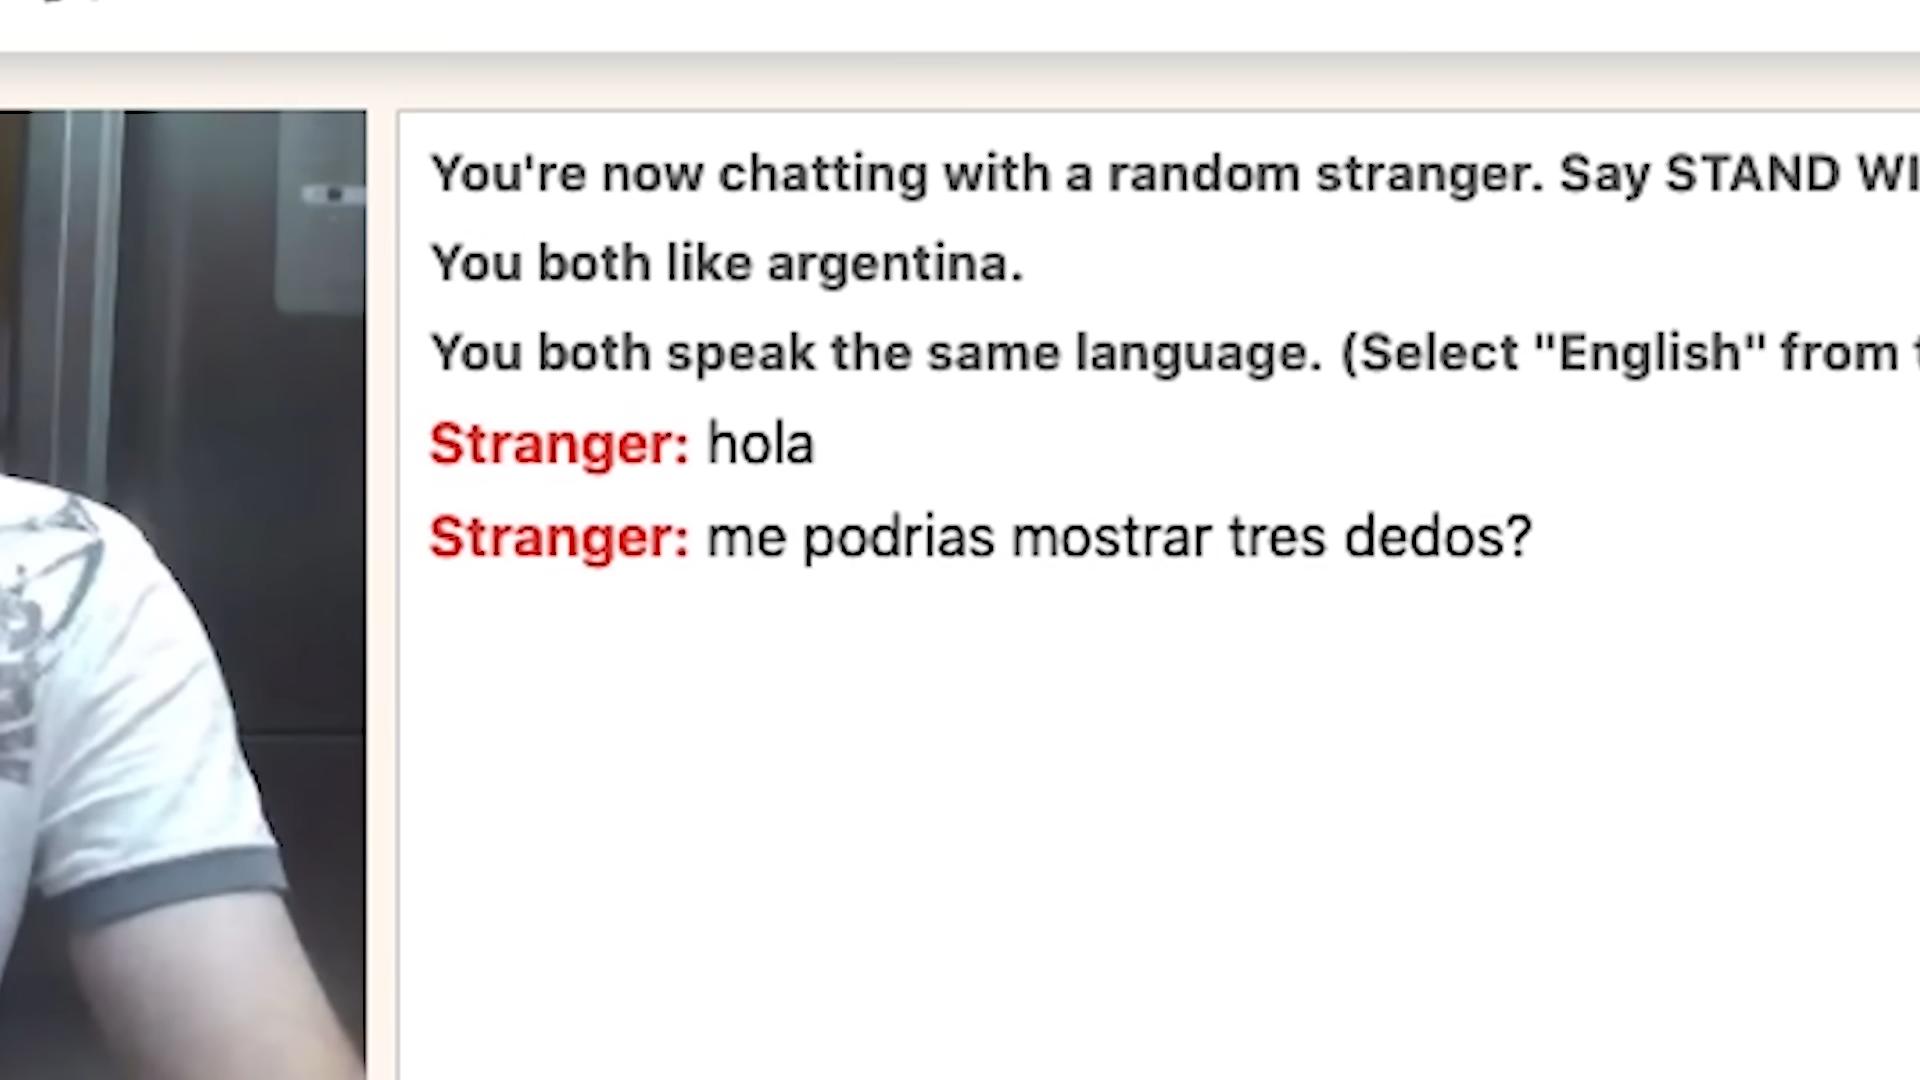 You're now chatting with a random stranger. Say STAND
You both like argentina.
You both speak the same language. (Select "English" from
Stranger: hola
Stranger: me podrias mostrar tres dedos?